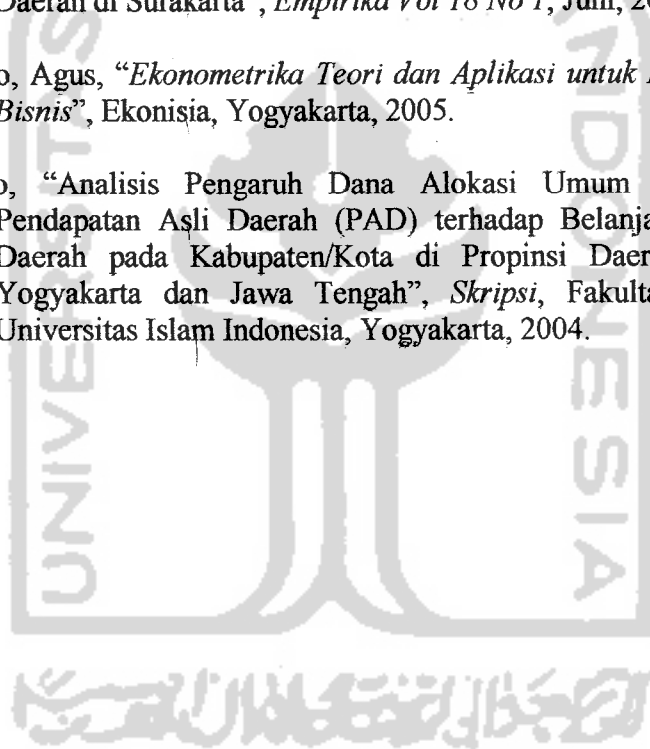 Daerah di Surakarta", Empirika Vol 18 No 1, Juni,
o, Agus, "Ekonometrika Teori dan Aplikasi untuk
Bisnis", Ekonisia, Yogyakarta, 2005.
o, "Analisis Pengaruh Dana Alokasi Umum
Pendapatan Asli Daerah (PAD) terhadap Belanja
Daerah pada Kabupaten/Kota di Propinsi Daer
Yogyakarta dan Jawa Tengah", Skripsi, Fakulta
Universitas Islam Indonesia, Yogyakarta, 2004.
UNIVERSITAS
INDONESIA